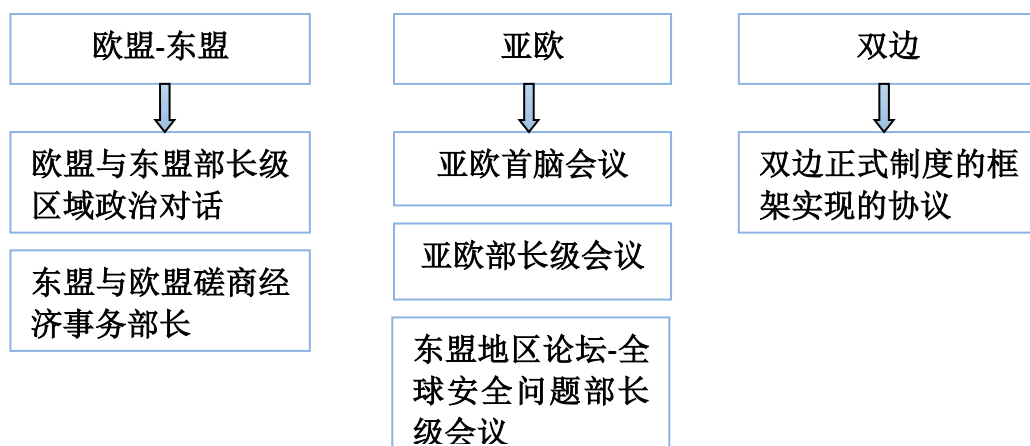 欧盟-东盟
欧盟与东盟部长级
区域政治对话
东盟与欧盟磋商经
济事务部长
亚欧
亚欧首脑会议
亚欧部长级会议
东盟地区论坛-全
球安全问题部长
级会议
双边
双边正式制度的框
架实现的协议